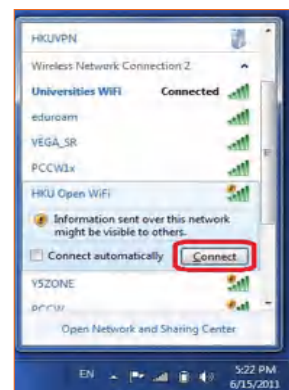 HKUVPN
Wireless Network Connection 2
Universities WiFi Connected
eduroam
VEGA_SR
PCCW1x
HKU Open WiFi
Information sent over this network
might be visible to others.
Connect automatically Connect
Y5ZONE
PCCW
Open Network and Sharing Center
EN 5:22 PM
6/15/2011